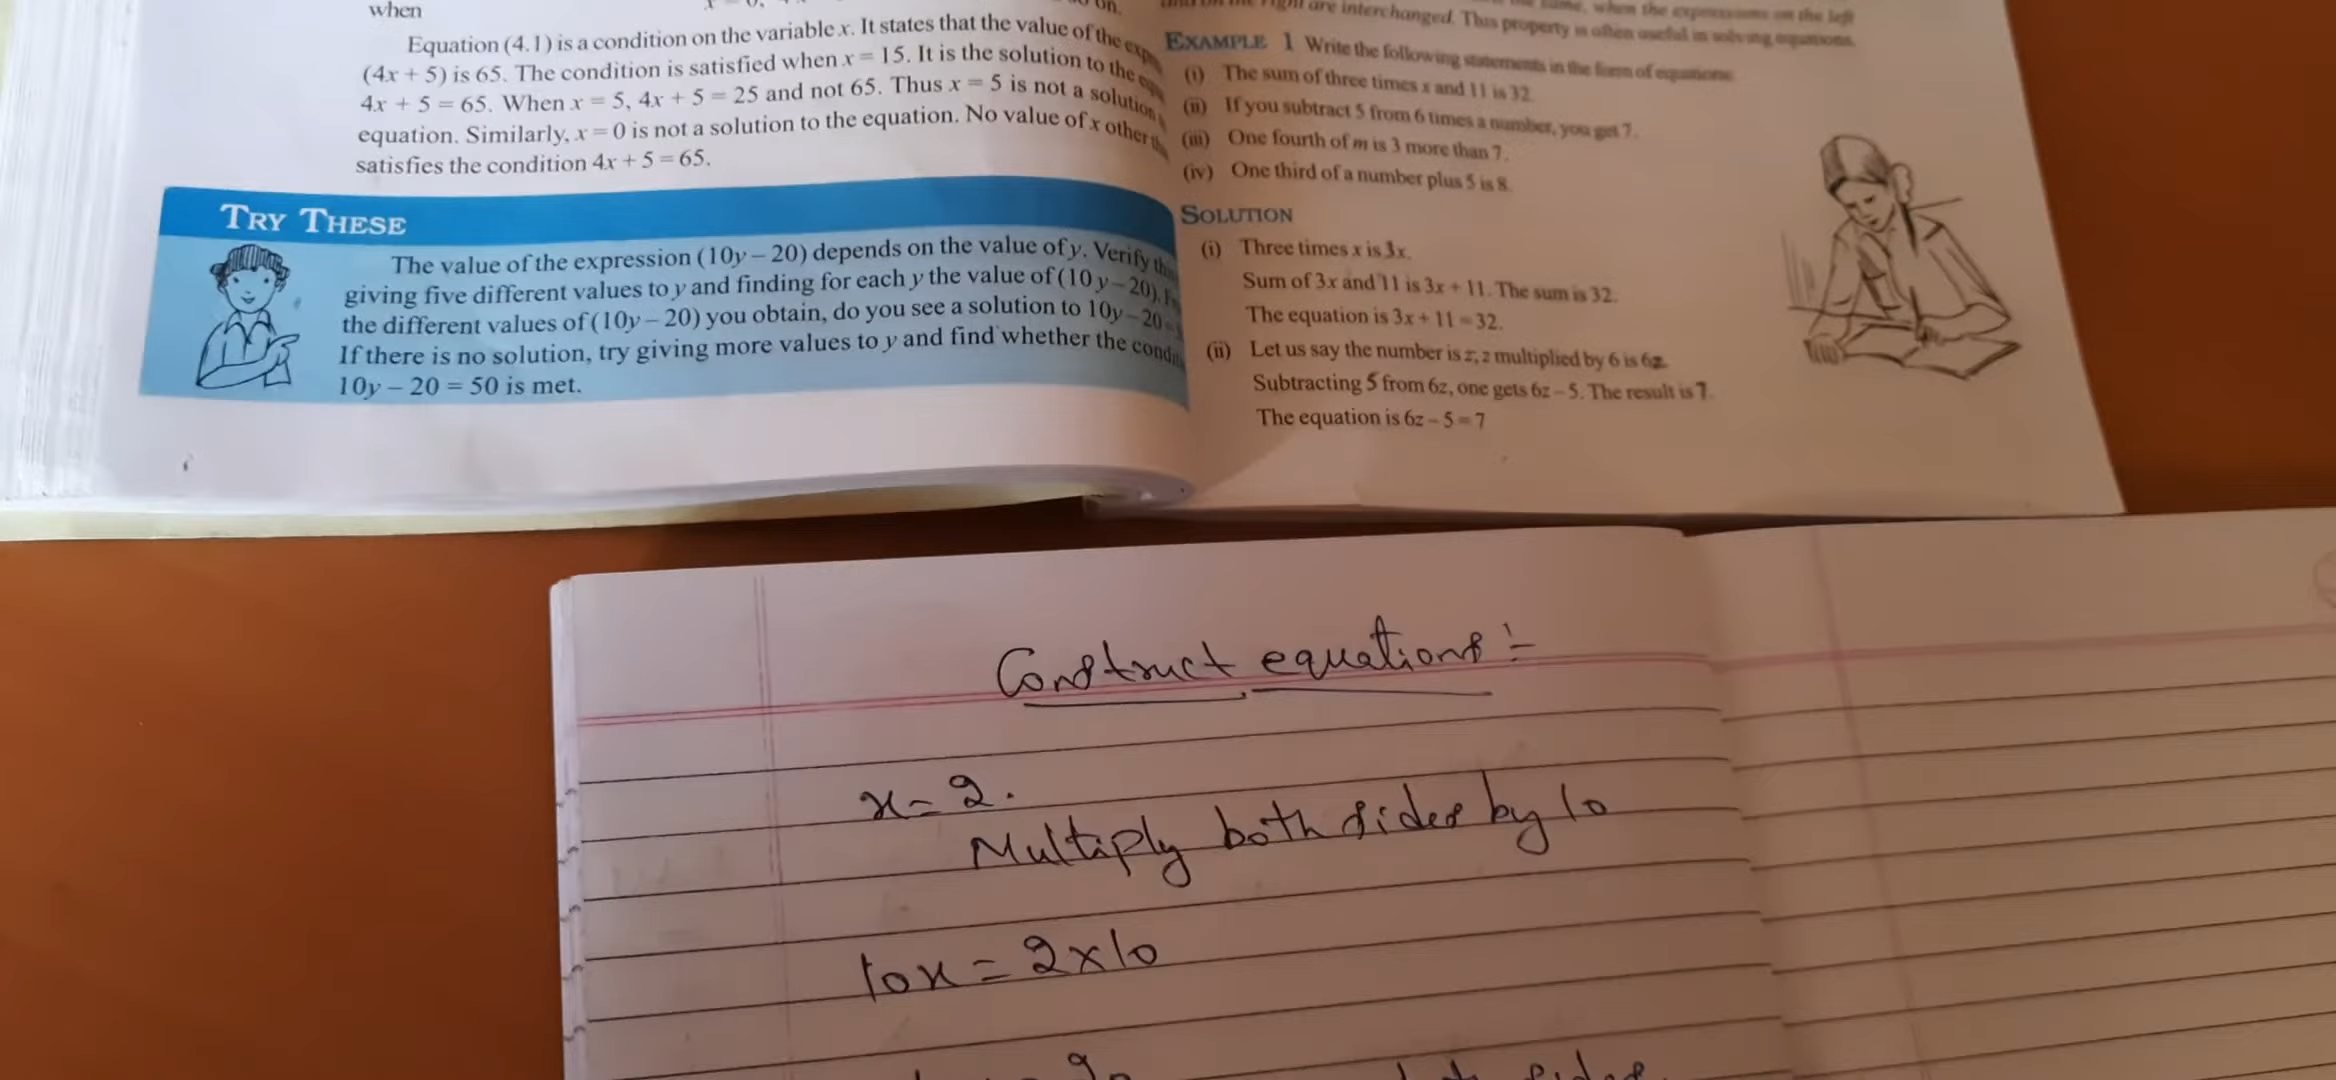 when
Equation (4.1) is a condition on the variable x. It states that the value of the
(4x + 5) is 65. The condition is satisfied when x = 15. It is the solution to the
4x + 5 = 65. When x = 5, 4x + 5 = 25 and not 65. Thus x = 5 is not a solution
equation. Similarly, x = 0 is not a solution to the equation. No value of x other
satisfies the condition 4x + 5 = 65.
TRY THESE
The value of the expression (10y – 20) depends on the value of y. Verify
giving five different values to y and finding for each y the value of (10 y – 20).
the different values of (10y – 20) you obtain, do you see a solution to 10y – 20
If there is no solution, try giving more values to y and find whether the
10y – 20 = 50 is met.
are interchanged. This property is often useful in solving equations.
EXAMPLE 1 Write the following statements in the form of equations:
(i) The sum of three times x and 11 is 32.
(ii) If you subtract 5 from 6 times a number, you get 7.
(iii) One fourth of m is 3 more than 7.
(iv) One third of a number plus 5 is 8.
SOLUTION
(i) Three times x is 3x.
Sum of 3x and 11 is 3x + 11. The sum is 32.
The equation is 3x + 11 = 32.
(ii) Let us say the number is z; z multiplied by 6 is 6z.
Subtracting 5 from 6z, one gets 6z – 5. The result is 7.
The equation is 6z – 5 = 7
Construct equations :-
x = 2.
Multiply both sides by 10
10x = 2x10